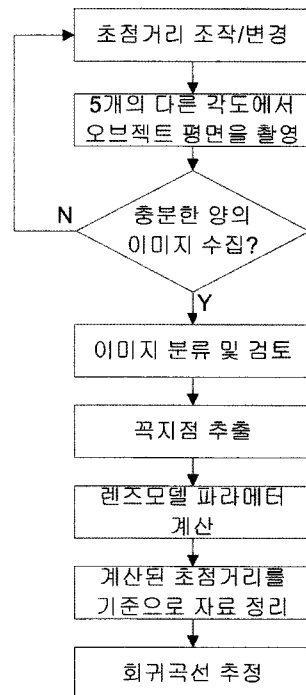 초점거리 조작/변경
5개의 다른 각도에서
오브젝트 평면을 촬영
N
충분한 양의
이미지 수집?
Y
이미지 분류 및 검토
꼭지점 추출
렌즈모델 파라메터
계산
계산된 초점거리를
기준으로 자료 정리
회귀곡선 추정